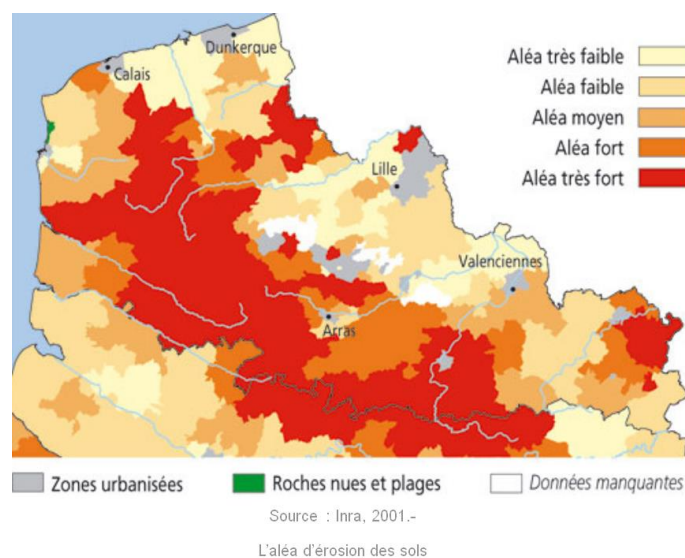 Dunkerque
Calais
Aléa très faible
Aléa faible
Aléa moyen
Aléa fort
Aléa très fort
Lille
Valenciennes
Arras
Zones urbanisées
Roches nues et plages
Données manquantes
Source : Inra, 2001.-
L'aléa d'érosion des sols